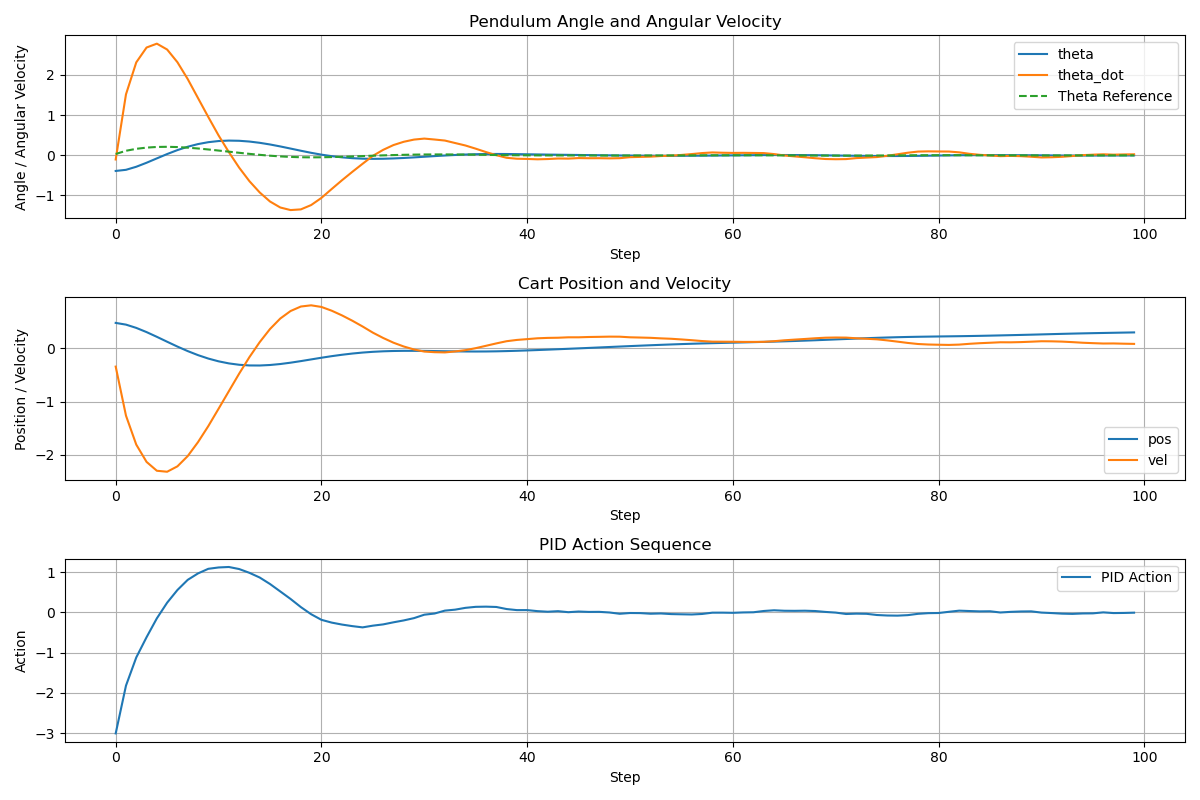 Pendulum Angle and Angular Velocity
Angle / Angular Velocity
2
1
0
−1
theta
theta_dot
Theta Reference
0 20 40 60 80 100
Step
Cart Position and Velocity
Position / Velocity
0
−1
−2
pos
vel
0 20 40 60 80 100
Step
PID Action Sequence
Action
1
0
−1
−2
−3
PID Action
0 20 40 60 80 100
Step